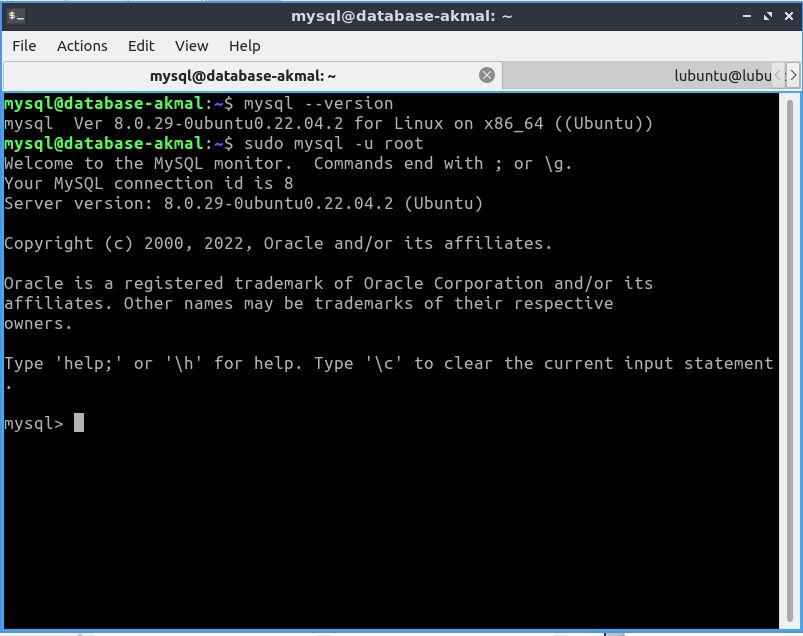 mysql@database-akmal: ~
File Actions Edit View Help
mysql@database-akmal: ~
lubuntu@lubu
mysql@database-akmal:~$ mysql --version
mysql  Ver 8.0.29-0ubuntu0.22.04.2 for Linux on x86_64 ((Ubuntu))
mysql@database-akmal:~$ sudo mysql -u root
Welcome to the MySQL monitor.  Commands end with ; or \g.
Your MySQL connection id is 8
Server version: 8.0.29-0ubuntu0.22.04.2 (Ubuntu)
Copyright (c) 2000, 2022, Oracle and/or its affiliates.
Oracle is a registered trademark of Oracle Corporation and/or its
affiliates. Other names may be trademarks of their respective
owners.
Type 'help;' or '\h' for help. Type '\c' to clear the current input statement
.
mysql>